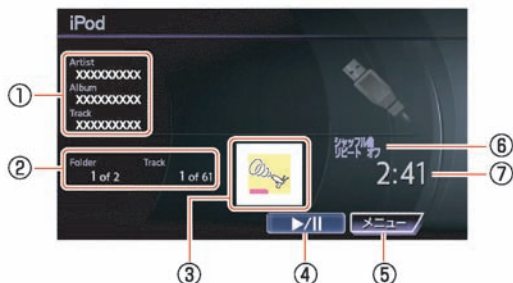 iPod
Artist
XXXXXXXXX
Album
XXXXXXXXX
Track
XXXXXXXXX
①
②
Folder Track
1 of 2 1 of 61
シャッフル曲
リピート オフ
⑥
2:41
⑦
▶/II
メニュー
③
④
⑤